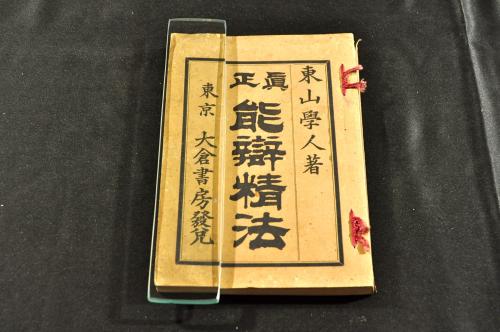 東山學人著
眞正
能辯精法
東京 大倉書房發兌